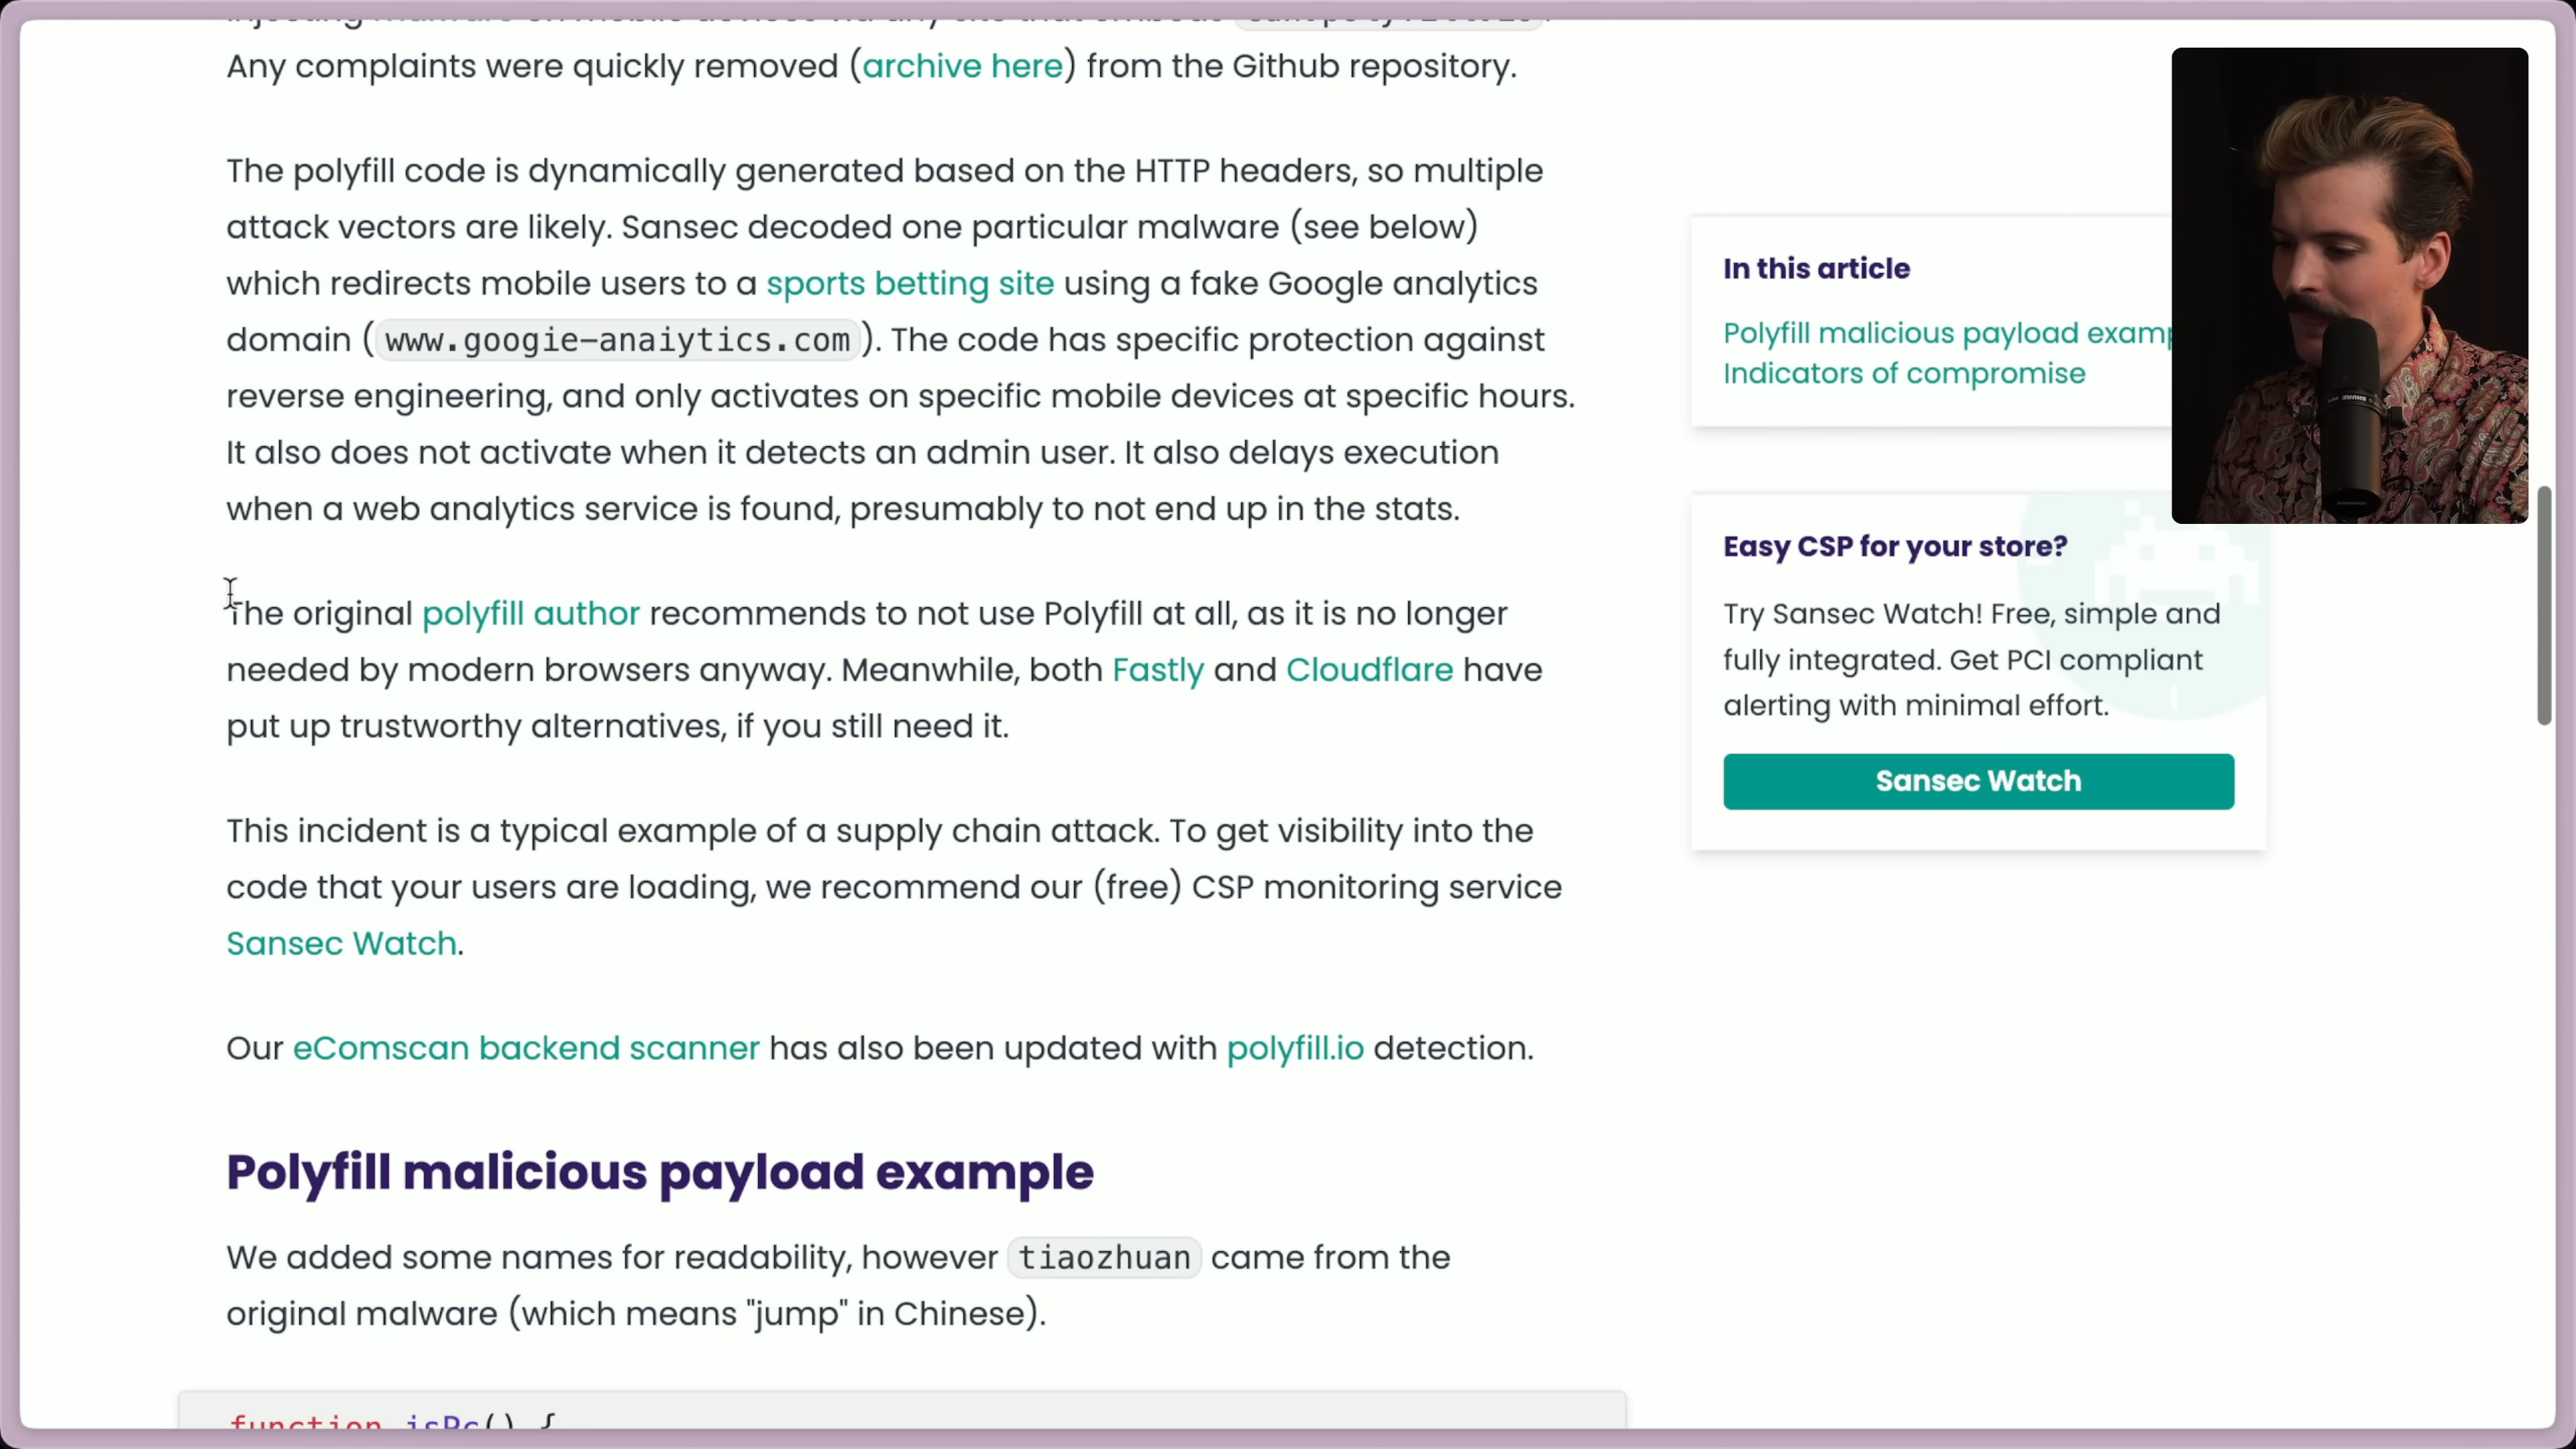 Any complaints were quickly removed (archive here) from the Github repository.
The polyfill code is dynamically generated based on the HTTP headers, so multiple
attack vectors are likely. Sansec decoded one particular malware (see below)
which redirects mobile users to a sports betting site using a fake Google analytics
domain (www.googie-anaiytics.com). The code has specific protection against
reverse engineering, and only activates on specific mobile devices at specific hours.
It also does not activate when it detects an admin user. It also delays execution
when a web analytics service is found, presumably to not end up in the stats.
The original polyfill author recommends to not use Polyfill at all, as it is no longer
needed by modern browsers anyway. Meanwhile, both Fastly and Cloudflare have
put up trustworthy alternatives, if you still need it.
This incident is a typical example of a supply chain attack. To get visibility into the
code that your users are loading, we recommend our (free) CSP monitoring service
Sansec Watch.
Our eComscan backend scanner has also been updated with polyfill.io detection.
Polyfill malicious payload example
We added some names for readability, however tiaozhuan came from the
original malware (which means "jump" in Chinese).
function isPc() {
In this article
Polyfill malicious payload examp
Indicators of compromise
Easy CSP for your store?
Try Sansec Watch! Free, simple and
fully integrated. Get PCI compliant
alerting with minimal effort.
Sansec Watch